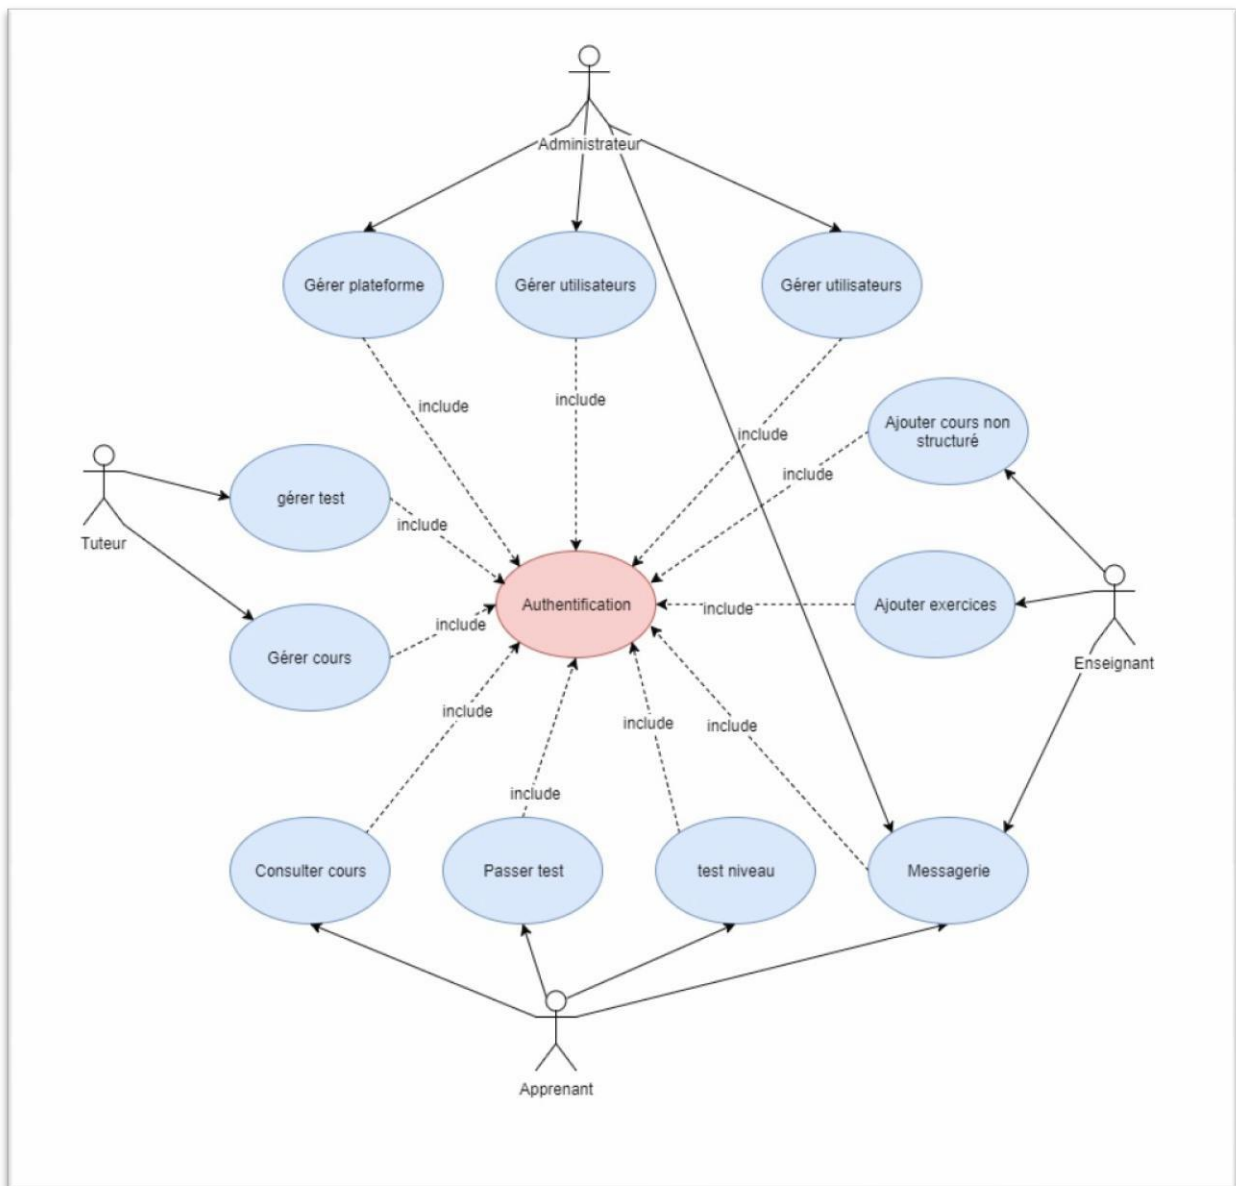 Administrateur
Gérer plateforme
Gérer utilisateurs
Gérer utilisateurs
include
include
include
Ajouter cours non
structuré
include
gérer test
include
Tuteur
Authentification
Ajouter exercices
include
include
Gérer cours
Enseignant
include
include
include
include
Consulter cours
Passer test
test niveau
Messagerie
Apprenant